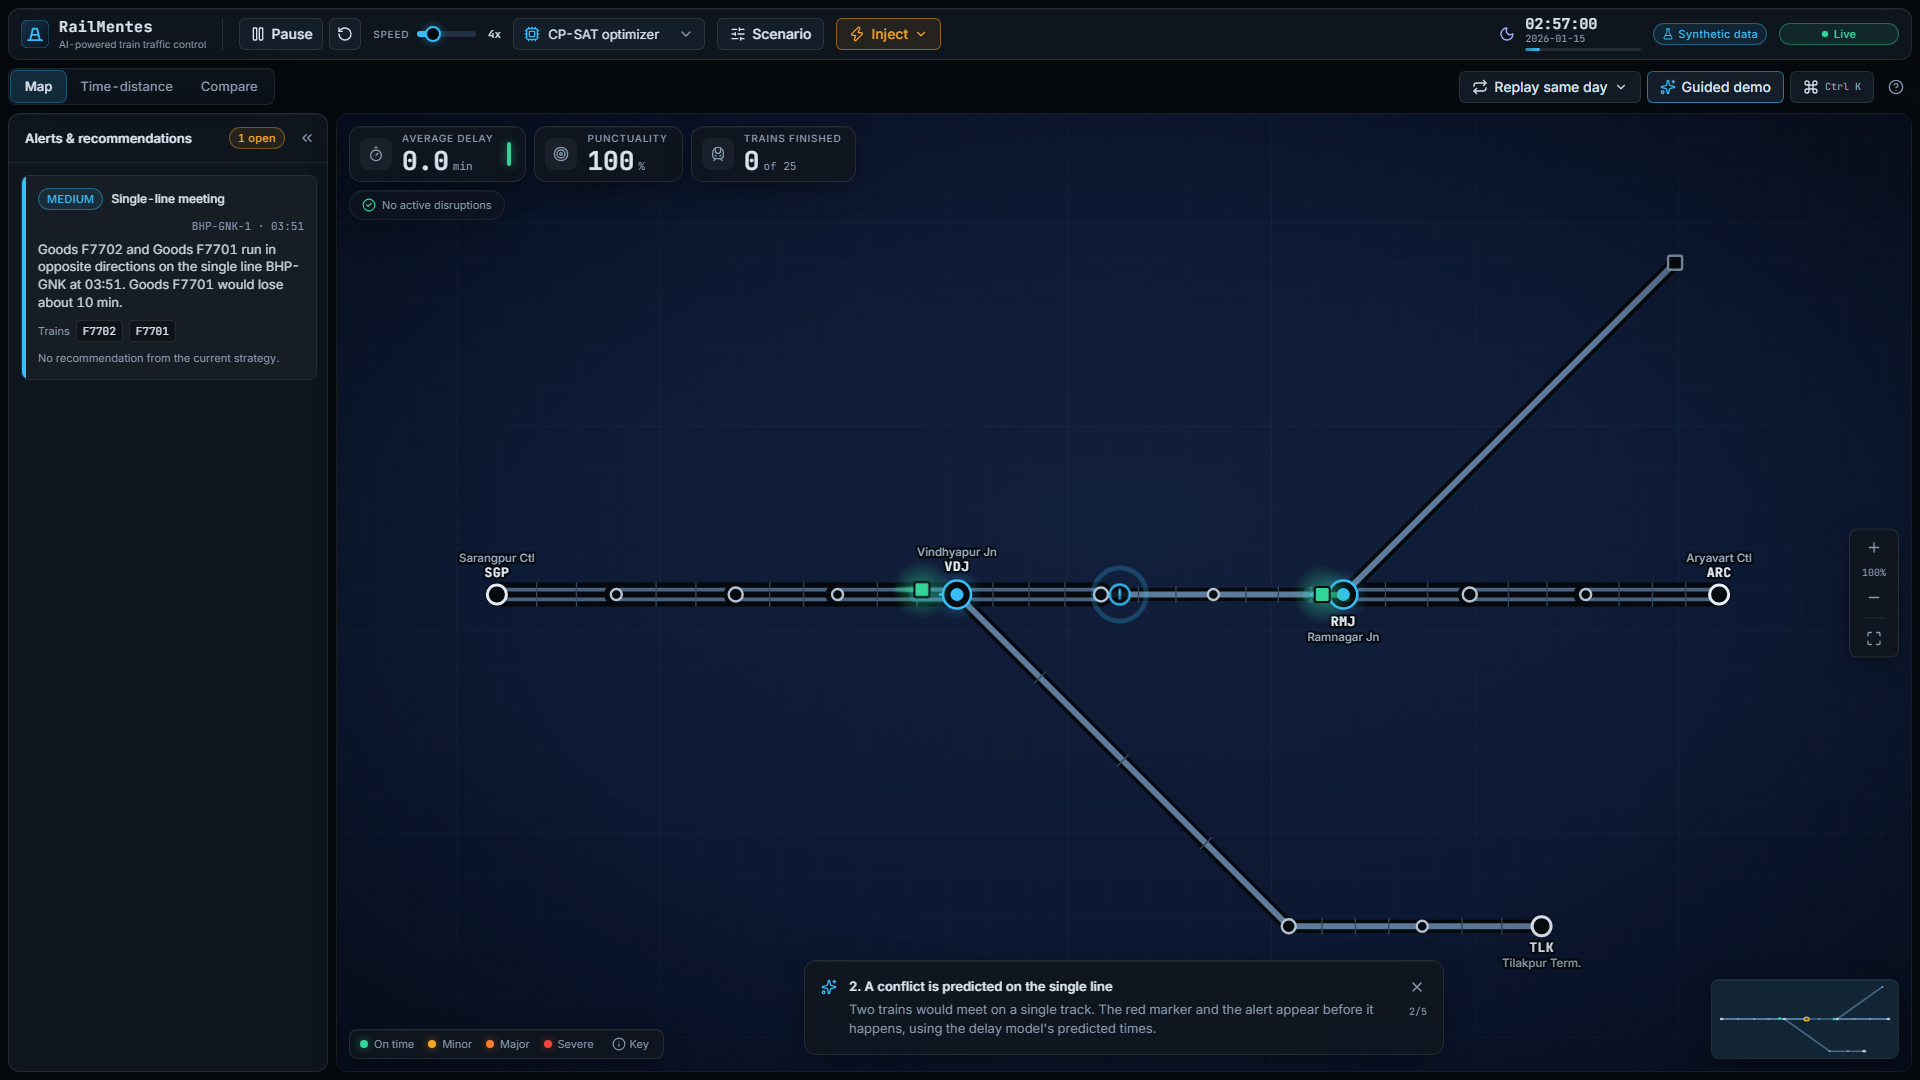 RailMentes
AI-powered train traffic control
Pause
SPEED
4x
CP-SAT optimizer
Scenario
Inject
02:57:00
2026-01-15
Synthetic data
Live
Map
Time-distance
Compare
Replay same day
Guided demo
Ctrl K
Alerts & recommendations
1 open
MEDIUM
Single-line meeting
BHP-GNK-1 · 03:51
Goods F7702 and Goods F7701 run in
opposite directions on the single line BHP-
GNK at 03:51. Goods F7701 would lose
about 10 min.
Trains F7702 F7701
No recommendation from the current strategy.
AVERAGE DELAY
0.0 min
PUNCTUALITY
100 %
TRAINS FINISHED
0 of 25
No active disruptions
Sarangpur Ctl
SGP
Vindhyapur Jn
VDJ
RMJ
Ramnagar Jn
Aryavart Ctl
ARC
100%
TLK
Tilakpur Term.
2. A conflict is predicted on the single line
Two trains would meet on a single track. The red marker and the alert appear before it
happens, using the delay model's predicted times.
2/5
On time
Minor
Major
Severe
Key